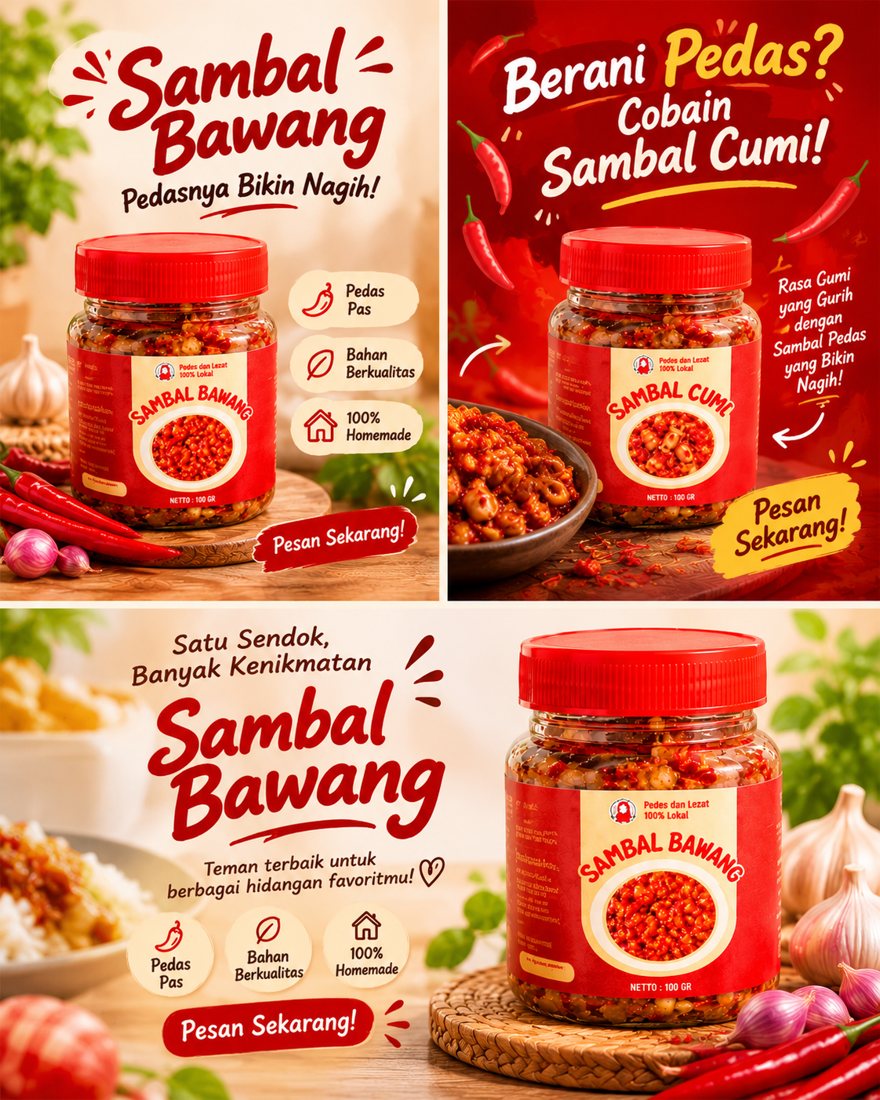 Sambal
Bawang
Pedasnya Bikin Nagih!
Pedas
Pas
Bahan
Berkualitas
100%
Homemade
Pedes dan Lezat
100% Lokal
SAMBAL BAWANG
NETTO : 100 GR
Pesan Sekarang!
Berani Pedas?
Cobain
Sambal Cumi!
Rasa Cumi
yang Gurih
dengan
Sambal Pedas
yang Bikin
Nagih!
Pedes dan Lezat
100% Lokal
SAMBAL CUMI
NETTO : 100 GR
Pesan
Sekarang!
Satu Sendok,
Banyak Kenikmatan
Sambal
Bawang
Teman terbaik untuk
berbagai hidangan favoritmu!
Pedas
Pas
Bahan
Berkualitas
100%
Homemade
Pesan Sekarang!
Pedes dan Lezat
100% Lokal
SAMBAL BAWANG
NETTO : 100 GR